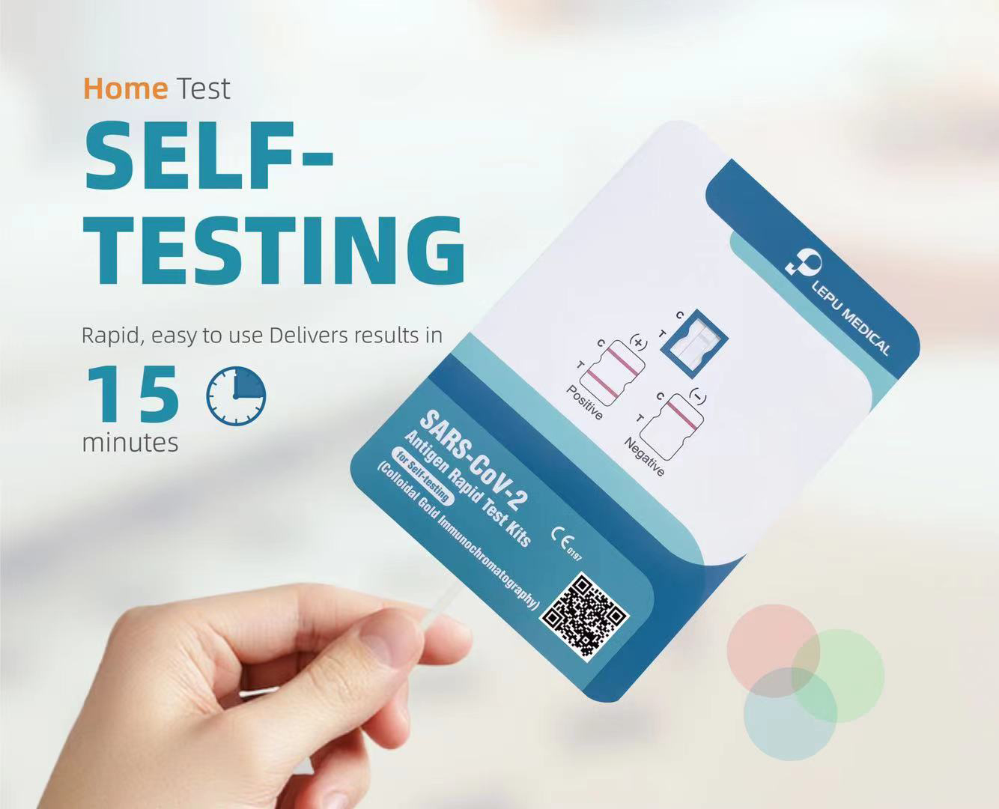 Home Test
SELF-
TESTING
Rapid, easy to use Delivers results in
15
minutes
LEPU MEDICAL
C
T
C
T
(+)
Positive
C
T
(-)
Negative
SARS-CoV-2
Antigen Rapid Test Kits
for Self-testing
(Colloidal Gold Immunochromatography)
CE 0197